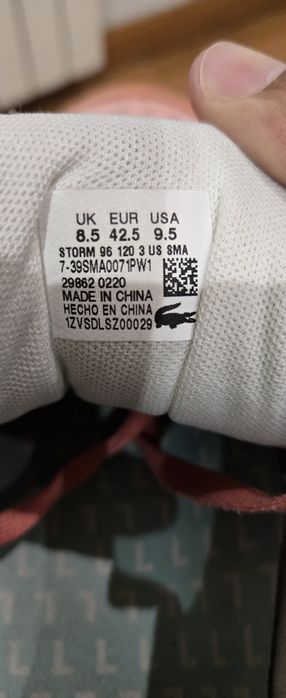 UK EUR USA
8.5 42.5 9.5
STORM 96 120 3 US SMA
7-39SMA0071PW1
29862 0220
MADE IN CHINA
HECHO EN CHINA
1ZVSDLSZ00029